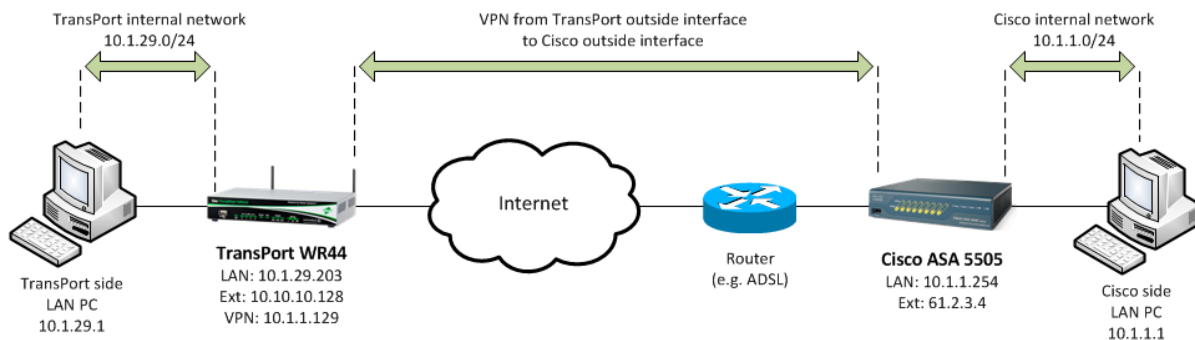 TransPort internal network
10.1.29.0/24
VPN from TransPort outside interface
to Cisco outside interface
Cisco internal network
10.1.1.0/24
Internet
TransPort side
LAN PC
10.1.29.1
TransPort WR44
LAN: 10.1.29.203
Ext: 10.10.10.128
VPN: 10.1.1.129
Router
(e.g. ADSL)
Cisco ASA 5505
LAN: 10.1.1.254
Ext: 61.2.3.4
Cisco side
LAN PC
10.1.1.1